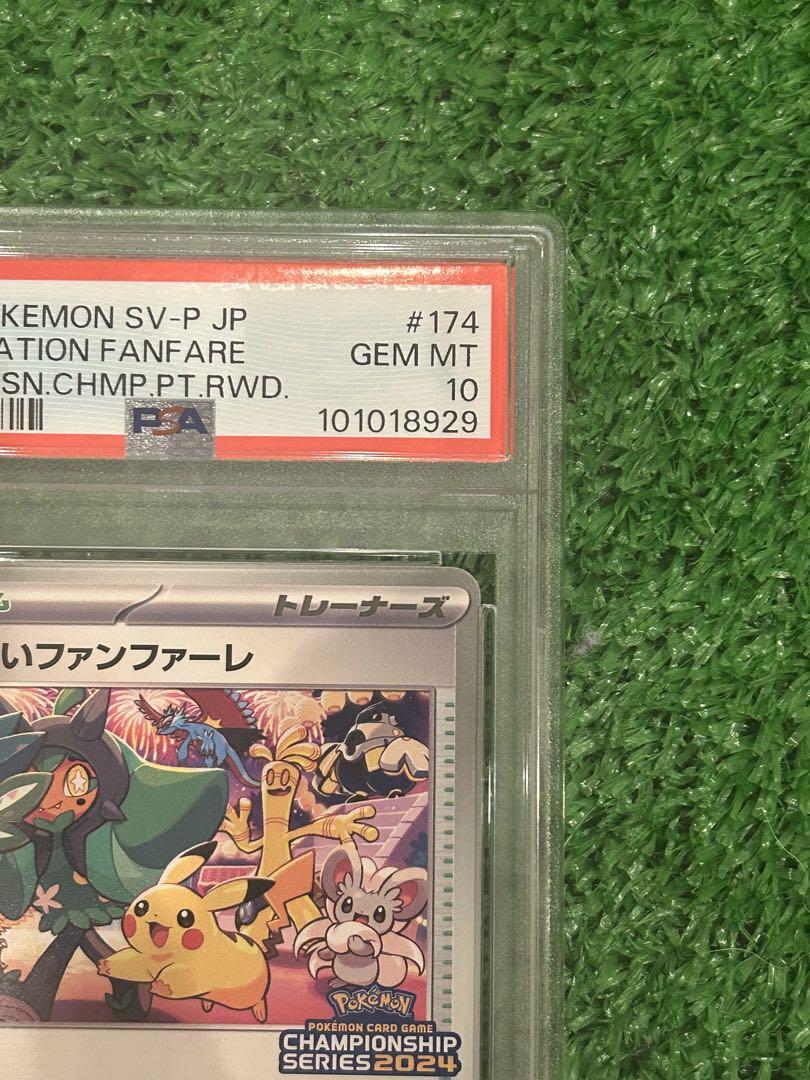 KEMON SV-P JP #174
ATION FANFARE GEM MT
SN.CHMP.PT.RWD. 10
PSA 101018929
トレーナーズ
いファンファーレ
Pokémon
POKÉMON CARD GAME
CHAMPIONSHIP
SERIES 2024